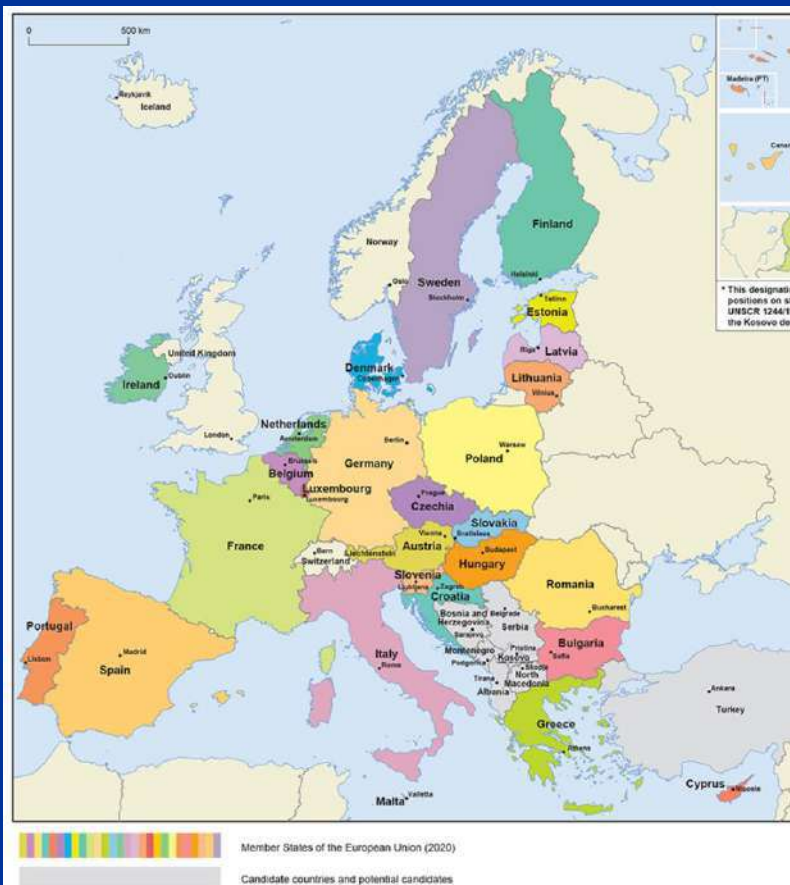 0 500 km
Reykjavik
Iceland
Madeira (PT)
Norway
Oslo
Sweden
Stockholm
Finland
Helsinki
* This designati
positions on s
UNSCR 1244/1
the Kosovo de
Tallinn
Estonia
Riga
Latvia
Lithuania
Vilnius
Denmark
Copenhagen
United Kingdom
Ireland
Dublin
London
Netherlands
Amsterdam
Brussels
Belgium
Luxembourg
Luxembourg
Berlin
Germany
Warsaw
Poland
Prague
Czechia
Slovakia
Bratislava
Vienna
Austria
Budapest
Hungary
Paris
France
Bern
Switzerland
Liechtenstein
Slovenia
Ljubljana
Zagreb
Croatia
Bosnia and
Herzegovina
Sarajevo
Belgrade
Serbia
Romania
Bucharest
Montenegro
Podgorica
Pristina
Kosovo
Skopje
North
Macedonia
Tirana
Albania
Bulgaria
Sofia
Portugal
Lisbon
Madrid
Spain
Italy
Rome
Ankara
Turkey
Greece
Athens
Malta
Valletta
Cyprus
Nicosia
Member States of the European Union (2020)
Candidate countries and potential candidates